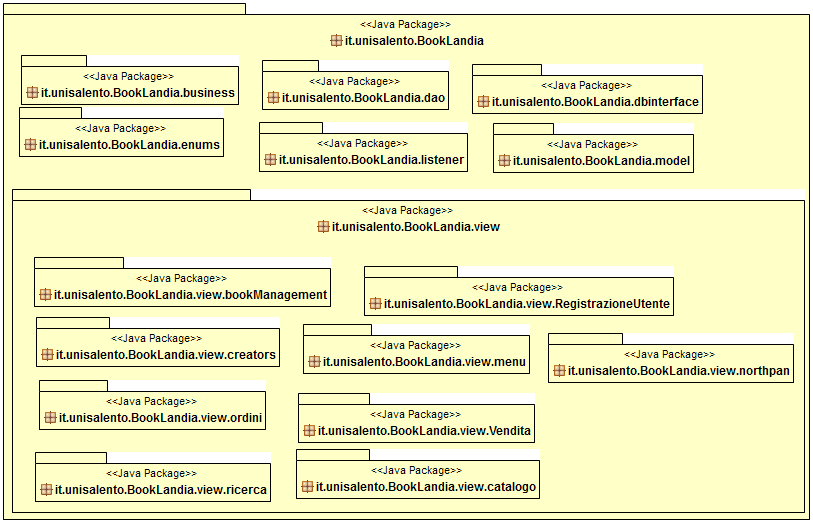 <<Java Package>>
it.unisalento.BookLandia
<<Java Package>>
it.unisalento.BookLandia.business
<<Java Package>>
it.unisalento.BookLandia.dao
<<Java Package>>
it.unisalento.BookLandia.dbinterface
<<Java Package>>
it.unisalento.BookLandia.enums
<<Java Package>>
it.unisalento.BookLandia.listener
<<Java Package>>
it.unisalento.BookLandia.model
<<Java Package>>
it.unisalento.BookLandia.view
<<Java Package>>
it.unisalento.BookLandia.view.bookManagement
<<Java Package>>
it.unisalento.BookLandia.view.RegistrazioneUtente
<<Java Package>>
it.unisalento.BookLandia.view.creators
<<Java Package>>
it.unisalento.BookLandia.view.menu
<<Java Package>>
it.unisalento.BookLandia.view.northpan
<<Java Package>>
it.unisalento.BookLandia.view.ordini
<<Java Package>>
it.unisalento.BookLandia.view.Vendita
<<Java Package>>
it.unisalento.BookLandia.view.ricerca
<<Java Package>>
it.unisalento.BookLandia.view.catalogo